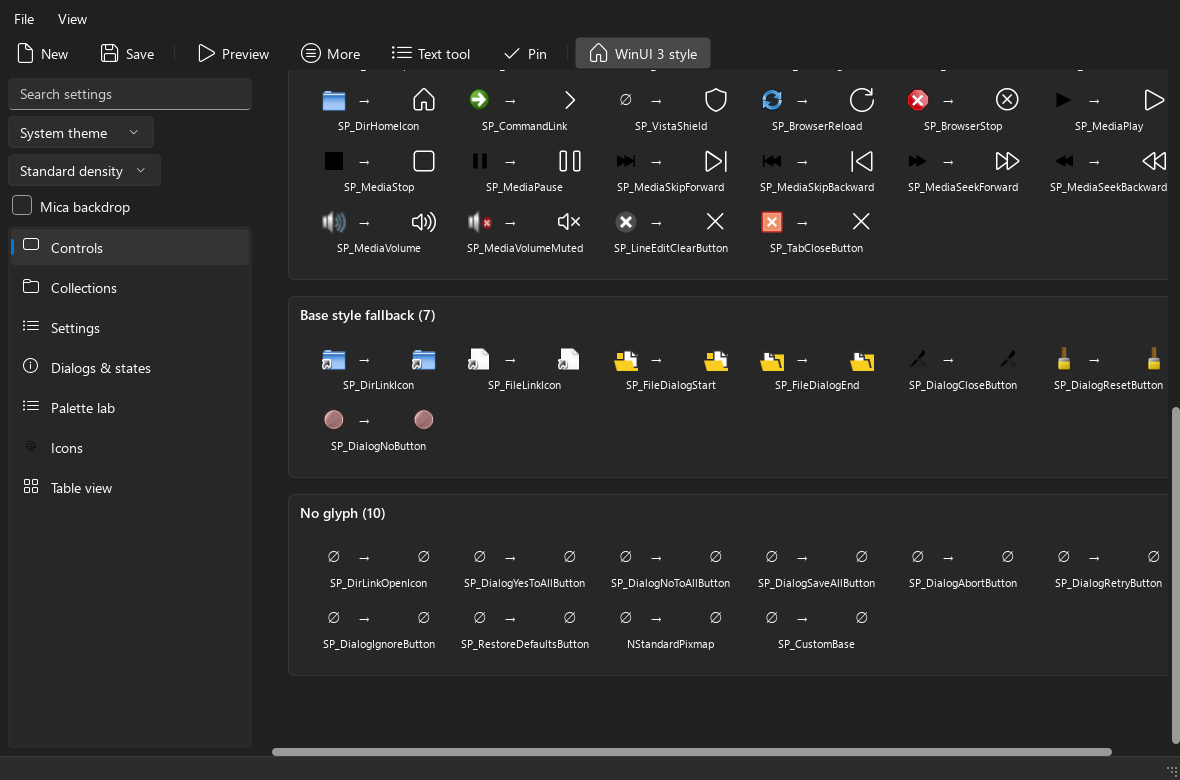 File View
New Save Preview More Text tool Pin WinUI 3 style
Search settings
System theme
Standard density
Mica backdrop
Controls
Collections
Settings
Dialogs & states
Palette lab
Icons
Table view
SP_DirHomeIcon SP_CommandLink SP_VistaShield SP_BrowserReload SP_BrowserStop SP_MediaPlay
SP_MediaStop SP_MediaPause SP_MediaSkipForward SP_MediaSkipBackward SP_MediaSeekForward SP_MediaSeekBackward
SP_MediaVolume SP_MediaVolumeMuted SP_LineEditClearButton SP_TabCloseButton
Base style fallback (7)
SP_DirLinkIcon SP_FileLinkIcon SP_FileDialogStart SP_FileDialogEnd SP_DialogCloseButton SP_DialogResetButton
SP_DialogNoButton
No glyph (10)
SP_DirLinkOpenIcon SP_DialogYesToAllButton SP_DialogNoToAllButton SP_DialogSaveAllButton SP_DialogAbortButton SP_DialogRetryButton
SP_DialogIgnoreButton SP_RestoreDefaultsButton NStandardPixmap SP_CustomBase